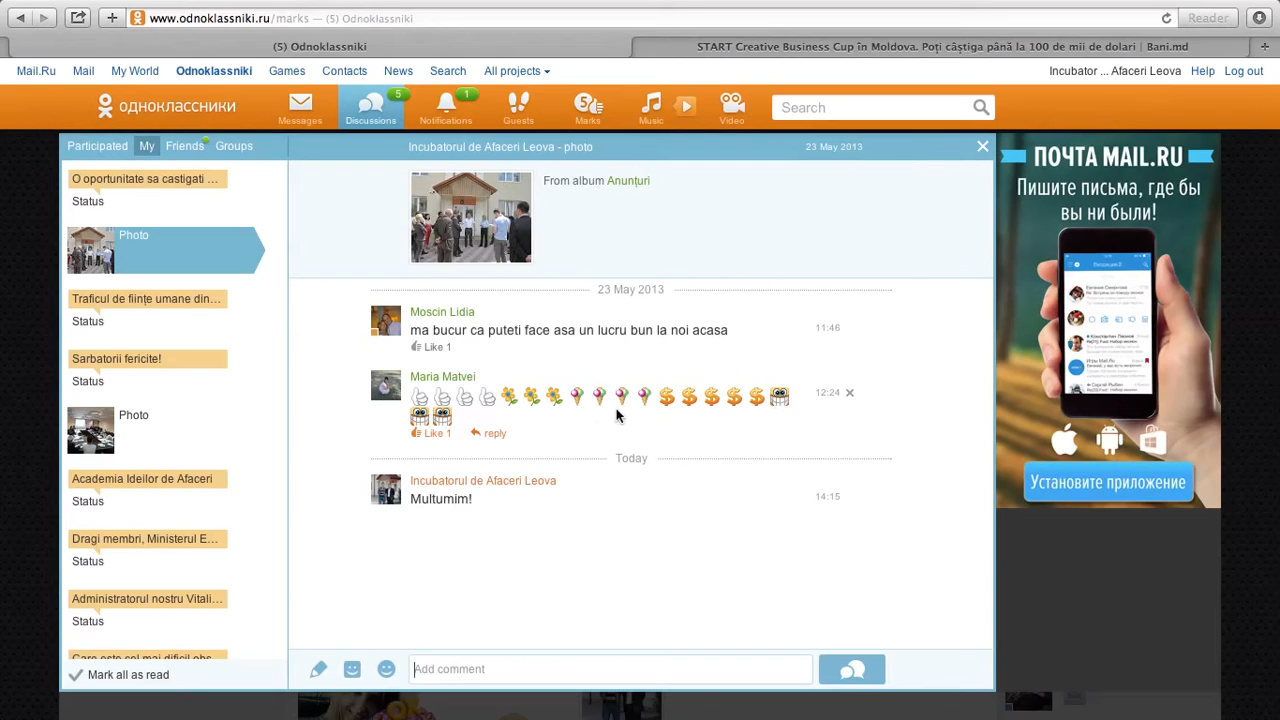 www.odnoklassniki.ru/marks — (5) Odnoklassniki
Reader
(5) Odnoklassniki
START Creative Business Cup în Moldova. Poți câștiga până la 100 de mii de dolari | Bani.md
Mail.Ru Mail My World Odnoklassniki Games Contacts News Search All projects
Incubator ... Afaceri Leova Help Log out
одноклассники
Messages
5
Discussions
1
Notifications
Guests
5
Marks
Music
Video
Search
Participated My Friends Groups
Incubatorul de Afaceri Leova - photo
23 May 2013
O oportunitate sa castigati ...
Status
Photo
Traficul de ființe umane din...
Status
Sarbatorii fericite!
Status
Photo
Academia Ideilor de Afaceri
Status
Dragi membri, Ministerul E...
Status
Administratorul nostru Vitali...
Status
Mark all as read
From album Anunțuri
23 May 2013
Moscin Lidia
ma bucur ca puteti face asa un lucru bun la noi acasa
11:46
Like 1
Maria Matvei
12:24
Like 1 reply
Today
Incubatorul de Afaceri Leova
Multumim!
14:15
Add comment
ПОЧТА MAIL.RU
Пишите письма, где бы
вы ни были!
Установите приложение